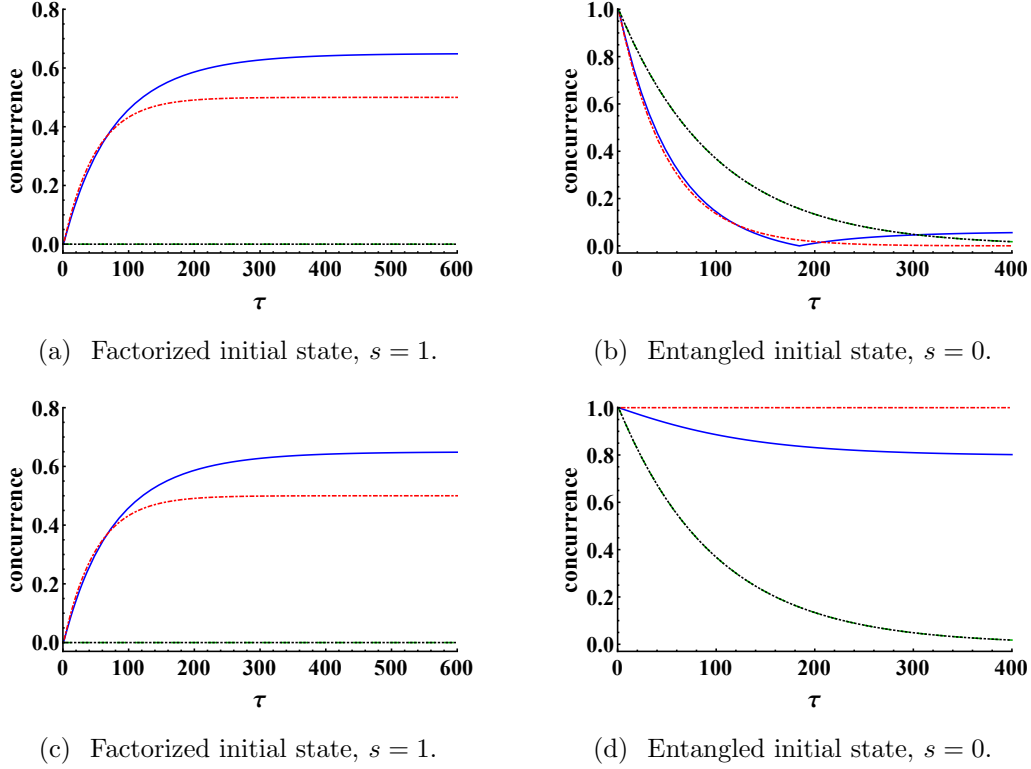 0.8
0.6
0.4
0.2
0.0
concurrence
0 100 200 300 400 500 600
τ
(a) Factorized initial state, s = 1.
1.0
0.8
0.6
0.4
0.2
0.0
concurrence
0 100 200 300 400
τ
(b) Entangled initial state, s = 0.
0.8
0.6
0.4
0.2
0.0
concurrence
0 100 200 300 400 500 600
τ
(c) Factorized initial state, s = 1.
1.0
0.8
0.6
0.4
0.2
0.0
concurrence
0 100 200 300 400
τ
(d) Entangled initial state, s = 0.